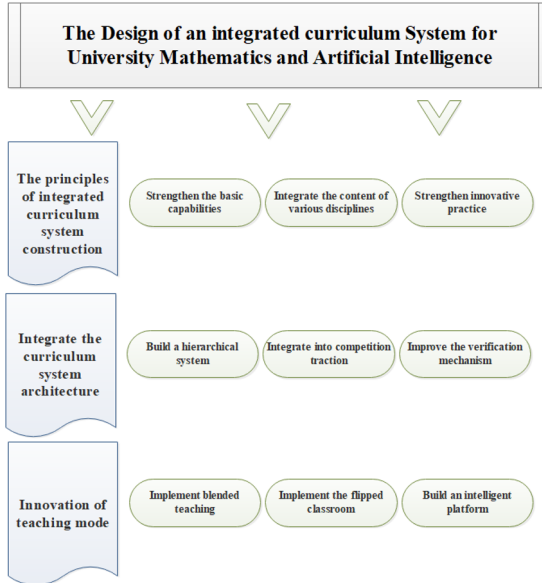 The Design of an integrated curriculum System for
University Mathematics and Artificial Intelligence
The principles
of integrated
curriculum
system
construction
Strengthen the basic
capabilities
Integrate the content of
various disciplines
Strengthen innovative
practice
Integrate the
curriculum
system
architecture
Build a hierarchical
system
Integrate into competition
traction
Improve the verification
mechanism
Innovation of
teaching mode
Implement blended
teaching
Implement the flipped
classroom
Build an intelligent
platform